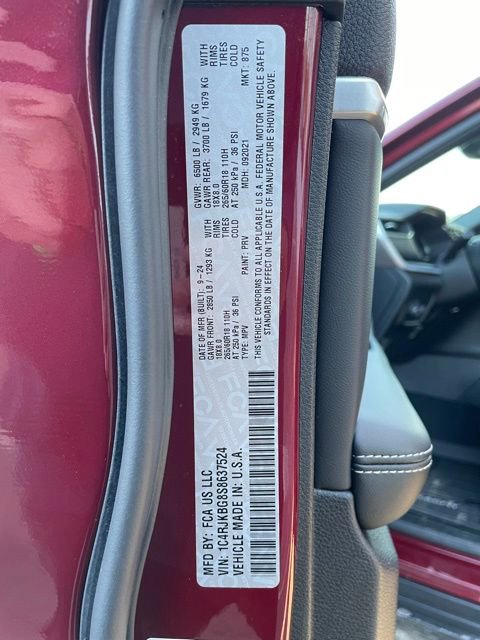 MFD BY: FCA US LLC
DATE OF MFR (BUILT): 9-24
GVWR: 6500 LB / 2949 KG
GAWR FRONT: 2850 LB / 1293 KG WITH
18X8.0 RIMS
265/60R18 110H TIRES
AT 250 kPa / 36 PSI COLD
GAWR REAR: 3700 LB / 1679 KG WITH
18X8.0 RIMS
265/60R18 110H TIRES
AT 250 kPa / 36 PSI COLD
VIN: 1C4RJKBG8S8637524
TYPE: MPV PAINT: PRV MDH: 092021 MKT: 875
VEHICLE MADE IN: U.S.A.
THIS VEHICLE CONFORMS TO ALL APPLICABLE U.S.A. FEDERAL MOTOR VEHICLE SAFETY
STANDARDS IN EFFECT ON THE DATE OF MANUFACTURE SHOWN ABOVE.